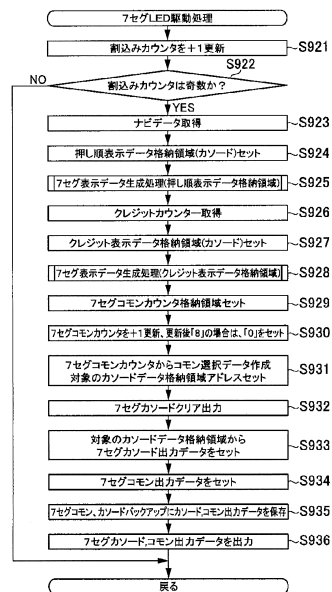 7セグLED駆動処理
割込みカウンタを+1更新
S921
S922
NO
割込みカウンタは奇数か?
YES
ナビデータ取得
S923
押し順表示データ格納領域(カソード)セット
S924
7セグ表示データ生成処理(押し順表示データ格納領域)
S925
クレジットカウンター取得
S926
クレジット表示データ格納領域(カソード)セット
S927
7セグ表示データ生成処理(クレジット表示データ格納領域)
S928
7セグコモンカウンタ格納領域セット
S929
7セグコモンカウンタを+1更新、更新後「8」の場合は、「0」をセット
S930
7セグコモンカウンタからコモン選択データ作成
対象のカソードデータ格納領域アドレスセット
S931
7セグカソードクリア出力
S932
対象のカソードデータ格納領域から
7セグカソード出力データをセット
S933
7セグコモン出力データをセット
S934
7セグコモン、カソードバックアップにカソード,コモン出力データを保存
S935
7セグカソード,コモン出力データを出力
S936
戻る